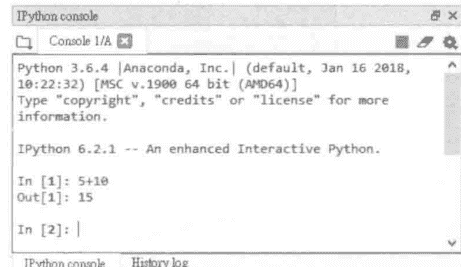 IPython console
Console 1/A
Python 3.6.4 |Anaconda, Inc.| (default, Jan 16 2018,
10:22:32) [MSC v.1900 64 bit (AMD64)]
Type "copyright", "credits" or "license" for more
information.
IPython 6.2.1 -- An enhanced Interactive Python.
In [1]: 5+10
Out[1]: 15
In [2]:
IPython console History log